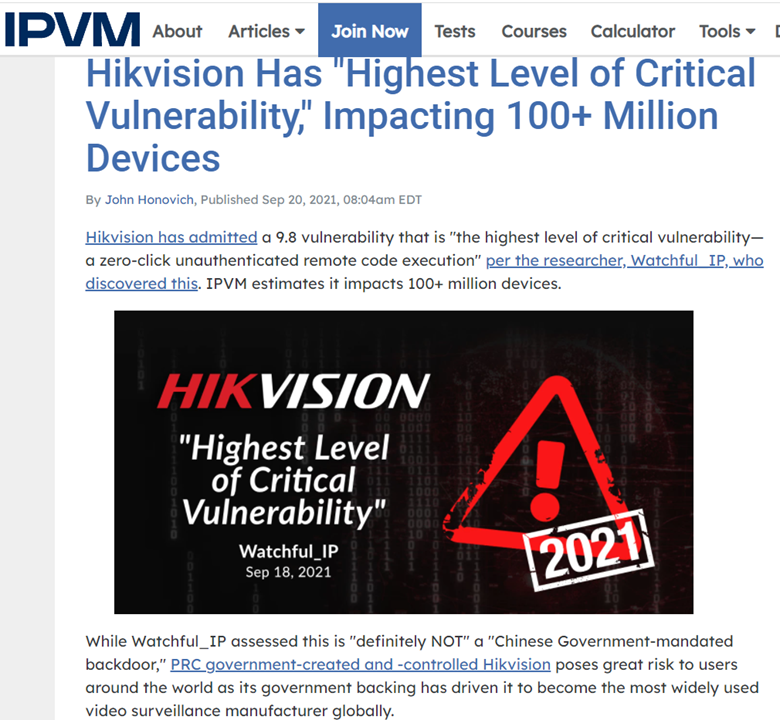 IPVM About Articles Join Now Tests Courses Calculator Tools
Hikvision Has "Highest Level of Critical
Vulnerability," Impacting 100+ Million
Devices
By John Honovich, Published Sep 20, 2021, 08:04am EDT
Hikvision has admitted a 9.8 vulnerability that is "the highest level of critical vulnerability—
a zero-click unauthenticated remote code execution" per the researcher, Watchful_IP, who
discovered this. IPVM estimates it impacts 100+ million devices.
HIKVISION
"Highest Level
of Critical
Vulnerability"
Watchful_IP
Sep 18, 2021
2021
While Watchful_IP assessed this is "definitely NOT" a "Chinese Government-mandated
backdoor," PRC government-created and -controlled Hikvision poses great risk to users
around the world as its government backing has driven it to become the most widely used
video surveillance manufacturer globally.